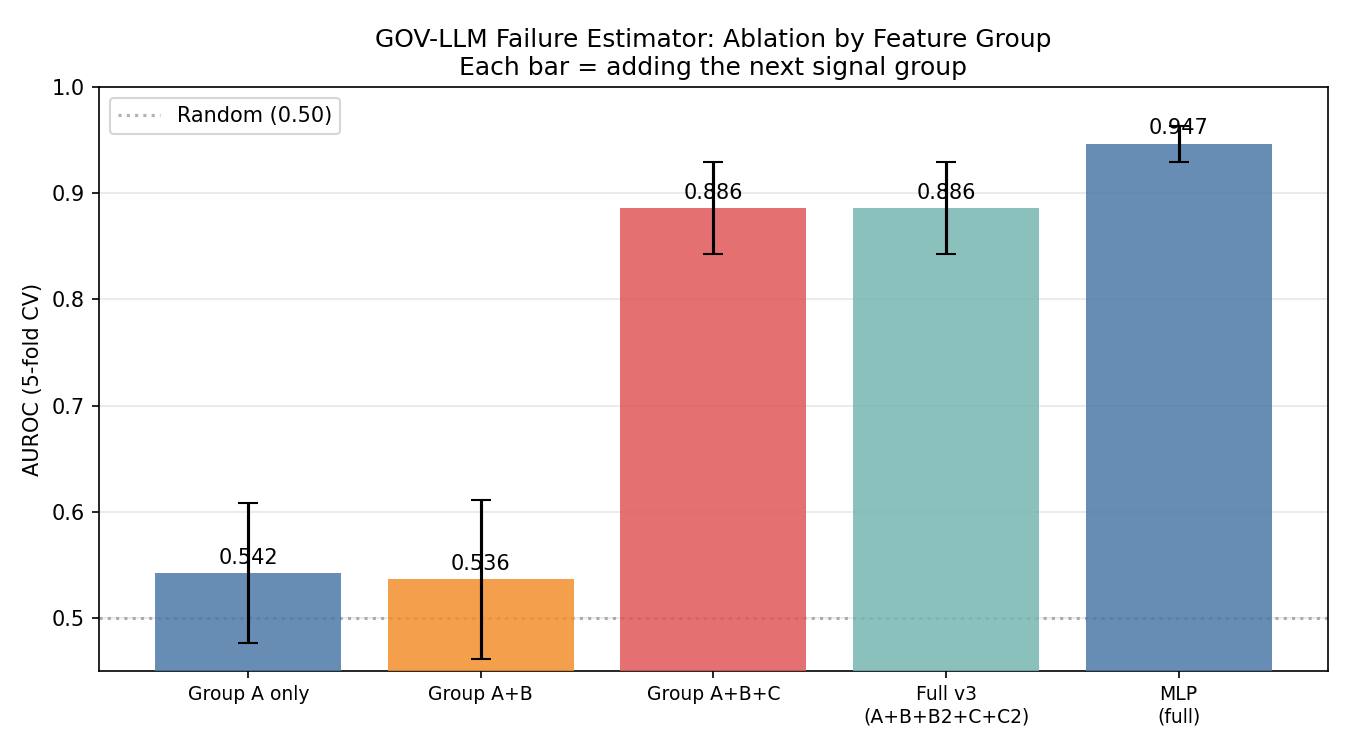 GOV-LLM Failure Estimator: Ablation by Feature Group
Each bar = adding the next signal group
Random (0.50)
AUROC (5-fold CV)
1.0
0.9
0.8
0.7
0.6
0.5
0.542
0.536
0.886
0.886
0.947
Group A only
Group A+B
Group A+B+C
Full v3
(A+B+B2+C+C2)
MLP
(full)